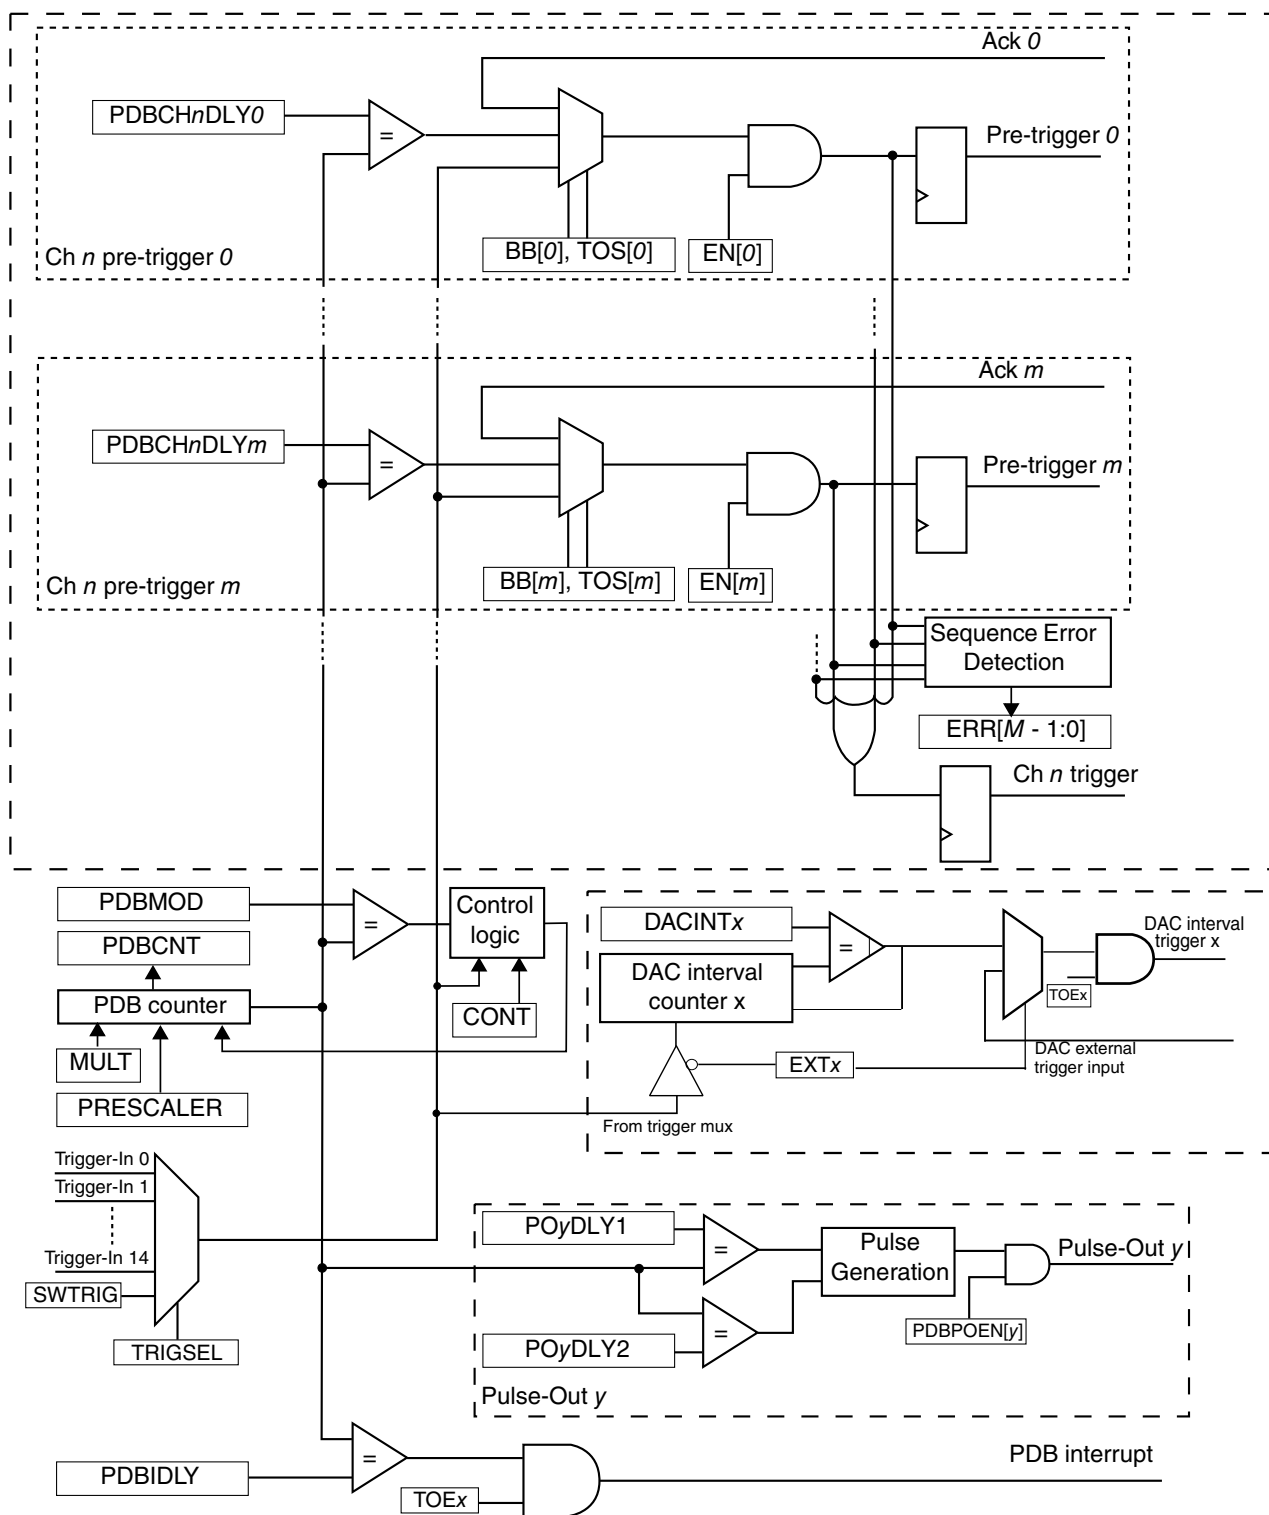 Ack 0
PDBCHnDLY0
=
Pre-trigger 0
BB[0], TOS[0]
EN[0]
Ch n pre-trigger 0
Ack m
PDBCHnDLYm
=
Pre-trigger m
BB[m], TOS[m]
EN[m]
Ch n pre-trigger m
Sequence Error
Detection
ERR[M - 1:0]
Ch n trigger
PDBMOD
=
Control
logic
PDBCNT
PDB counter
CONT
MULT
PRESCALER
DACINTx
=
DAC interval
counter x
DAC interval
trigger x
TOEx
EXTx
DAC external
trigger input
From trigger mux
Trigger-In 0
Trigger-In 1
Trigger-In 14
SWTRIG
TRIGSEL
POyDLY1
=
Pulse
Generation
Pulse-Out y
=
POyDLY2
PDBPOEN[y]
Pulse-Out y
PDBIDLY
=
TOEx
PDB interrupt